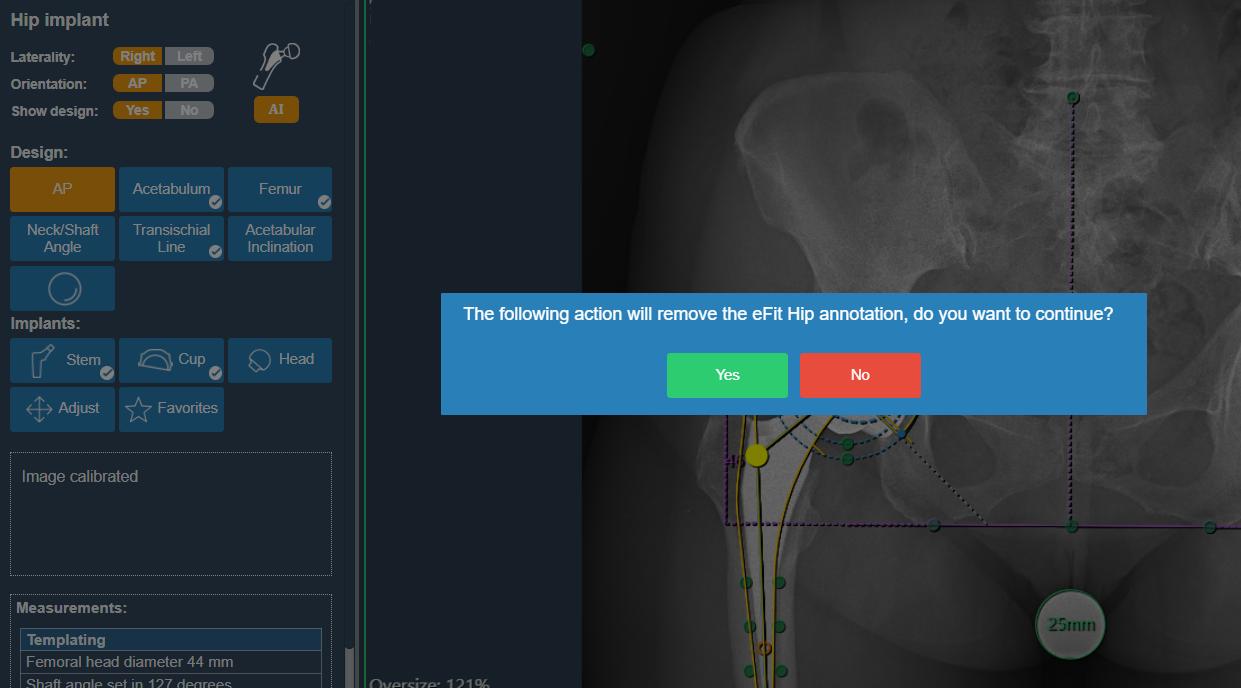 Hip implant
Laterality: Right Left
Orientation: AP PA
Show design: Yes No
AI
Design:
AP Acetabulum Femur
Neck/Shaft Angle Transischial Line Acetabular Inclination
Implants:
Stem Cup Head
Adjust Favorites
Image calibrated
Measurements:
Templating
Femoral head diameter 44 mm
Shaft angle set in 127 degrees
The following action will remove the eFit Hip annotation, do you want to continue?
Yes No
25mm
Oversize: 121%